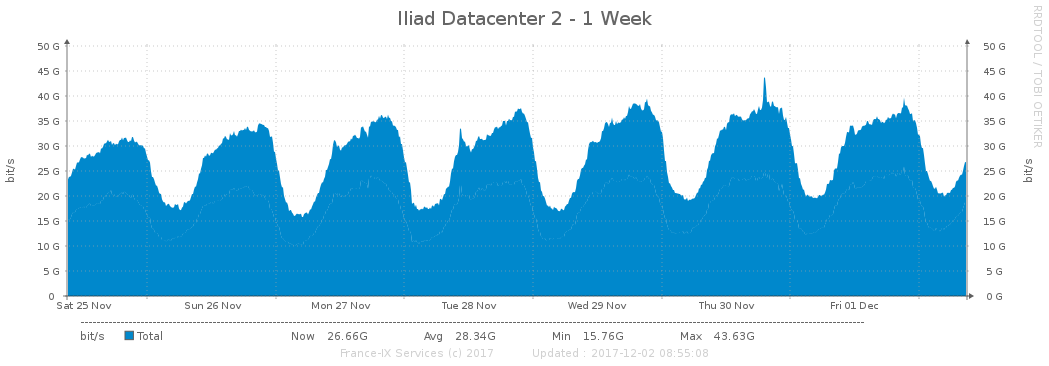 Iliad Datacenter 2 - 1 Week
RRDTOOL / TOBI OETIKER
bit/s
50 G 50 G
45 G 45 G
40 G 40 G
35 G 35 G
30 G 30 G
25 G 25 G
20 G 20 G
15 G 15 G
10 G 10 G
5 G 5 G
0 0 G
bit/s
Sat 25 Nov Sun 26 Nov Mon 27 Nov Tue 28 Nov Wed 29 Nov Thu 30 Nov Fri 01 Dec
bit/s Total Now 26.66G Avg 28.34G Min 15.76G Max 43.63G
France-IX Services (c) 2017 Updated : 2017-12-02 08:55:08